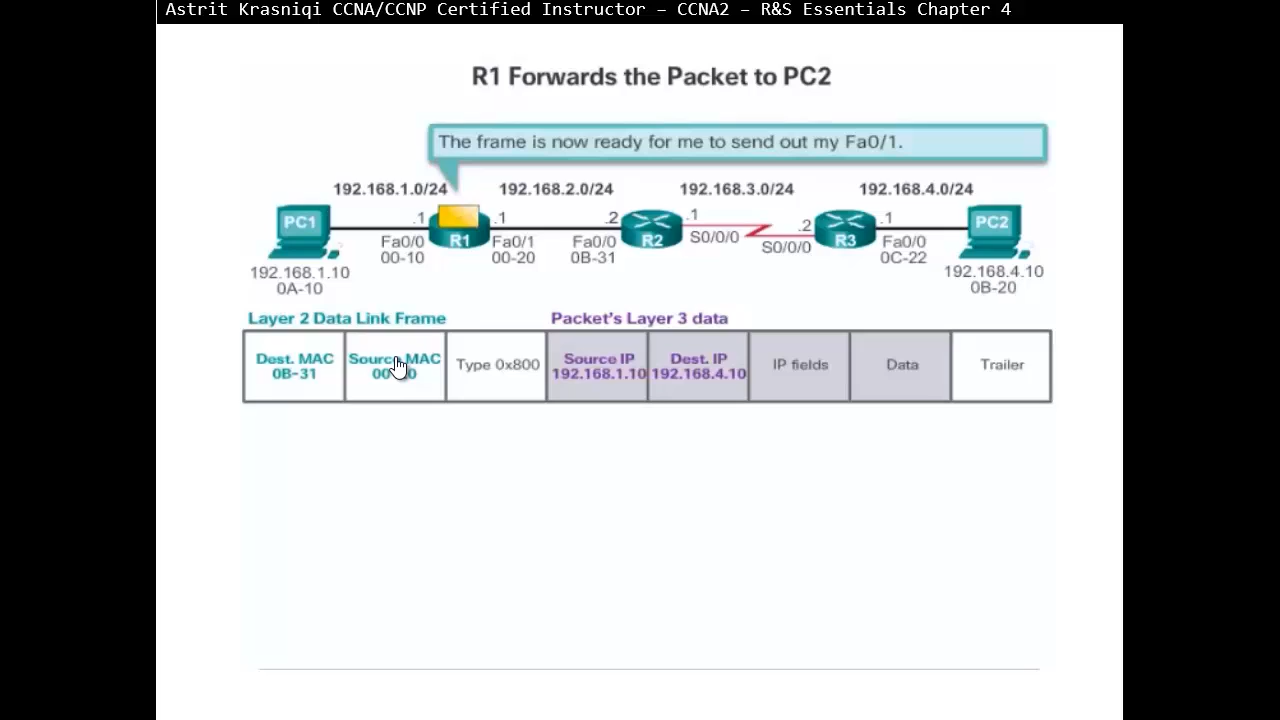 Astrit Krasniqi CCNA/CCNP Certified Instructor – CCNA2 – R&S Essentials Chapter 4
R1 Forwards the Packet to PC2
The frame is now ready for me to send out my Fa0/1.
192.168.1.0/24 192.168.2.0/24 192.168.3.0/24 192.168.4.0/24
PC1 .1 R1 .1 .2 R2 .1 .2 R3 .1 PC2
Fa0/0 Fa0/1 Fa0/0 S0/0/0 S0/0/0 Fa0/0
00-10 00-20 0B-31 0C-22
192.168.1.10 192.168.4.10
0A-10 0B-20
Layer 2 Data Link Frame Packet's Layer 3 data
Dest. MAC Source MAC Type 0x800 Source IP Dest. IP IP fields Data Trailer
0B-31 192.168.1.10 192.168.4.10